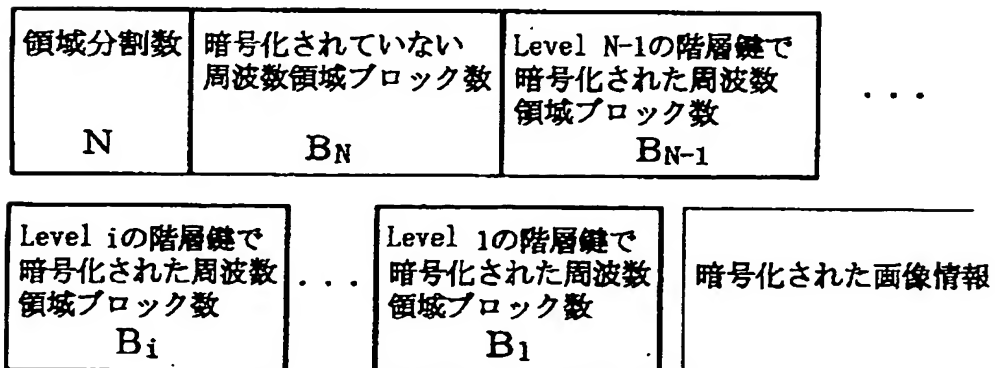 領域分割数
N
暗号化されていない
周波数領域ブロック数
BN
Level N-1の階層鍵で
暗号化された周波数
領域ブロック数
BN-1
...
Level iの階層鍵で
暗号化された周波数
領域ブロック数
Bi
...
Level 1の階層鍵で
暗号化された周波数
領域ブロック数
B1
暗号化された画像情報